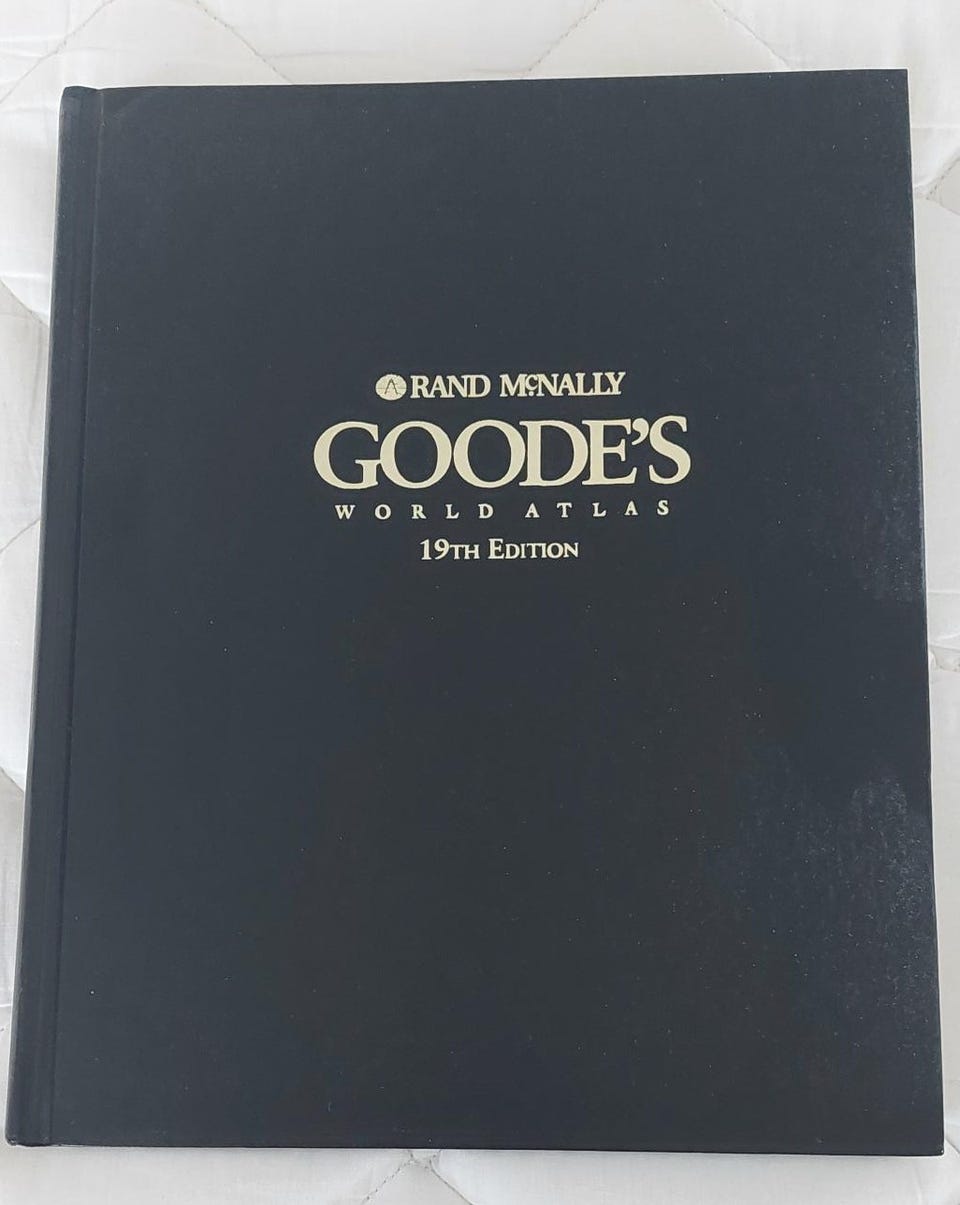 RAND McNALLY
GOODE'S
WORLD ATLAS
19TH EDITION